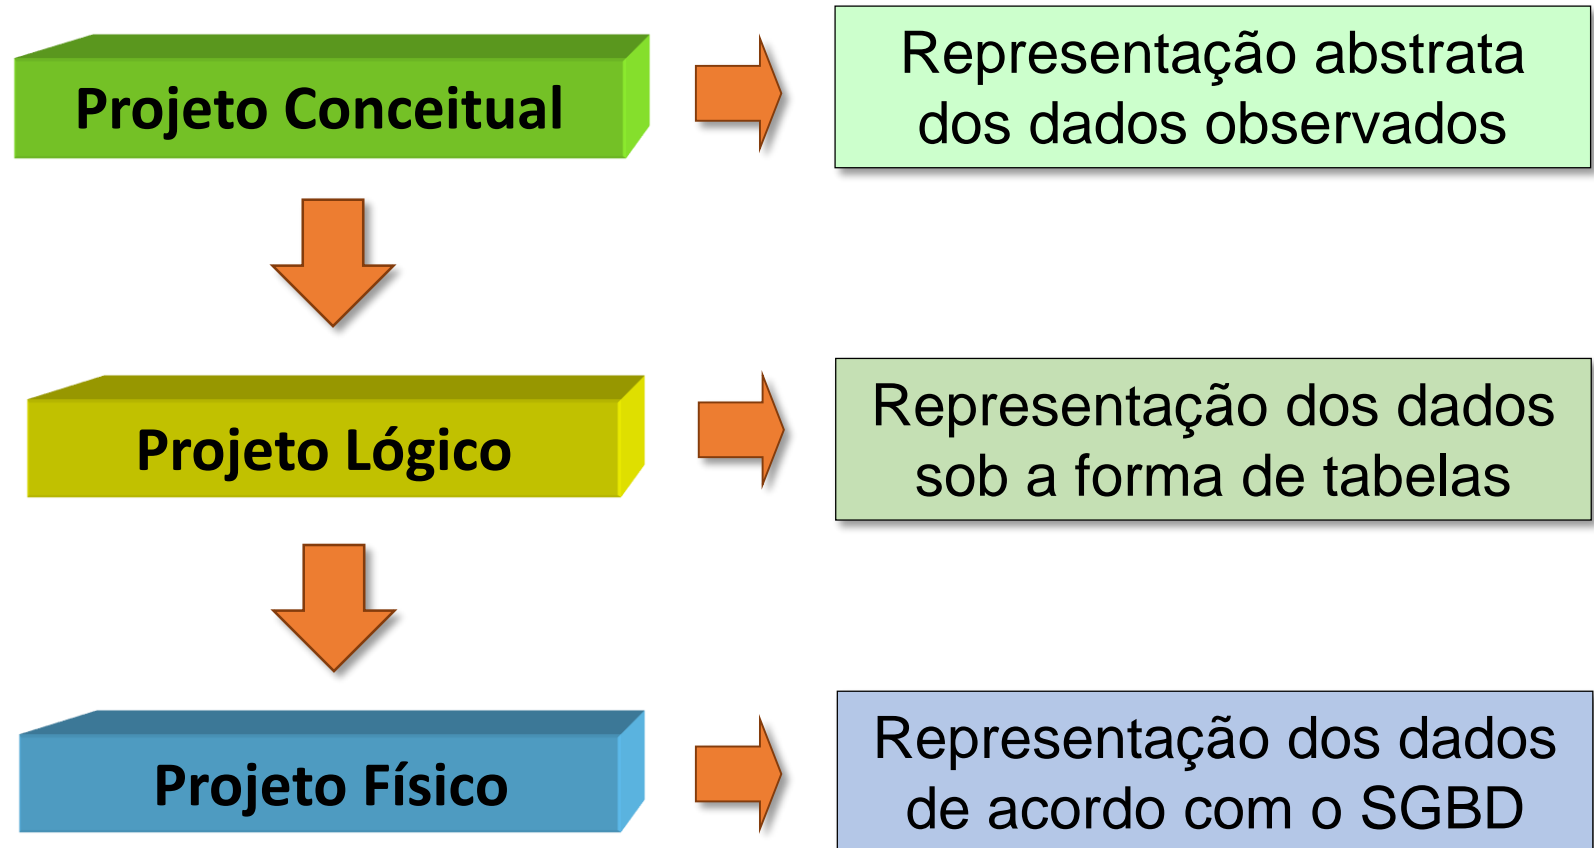 Projeto Conceitual
Representação abstrata
dos dados observados
Projeto Lógico
Representação dos dados
sob a forma de tabelas
Projeto Físico
Representação dos dados
de acordo com o SGBD